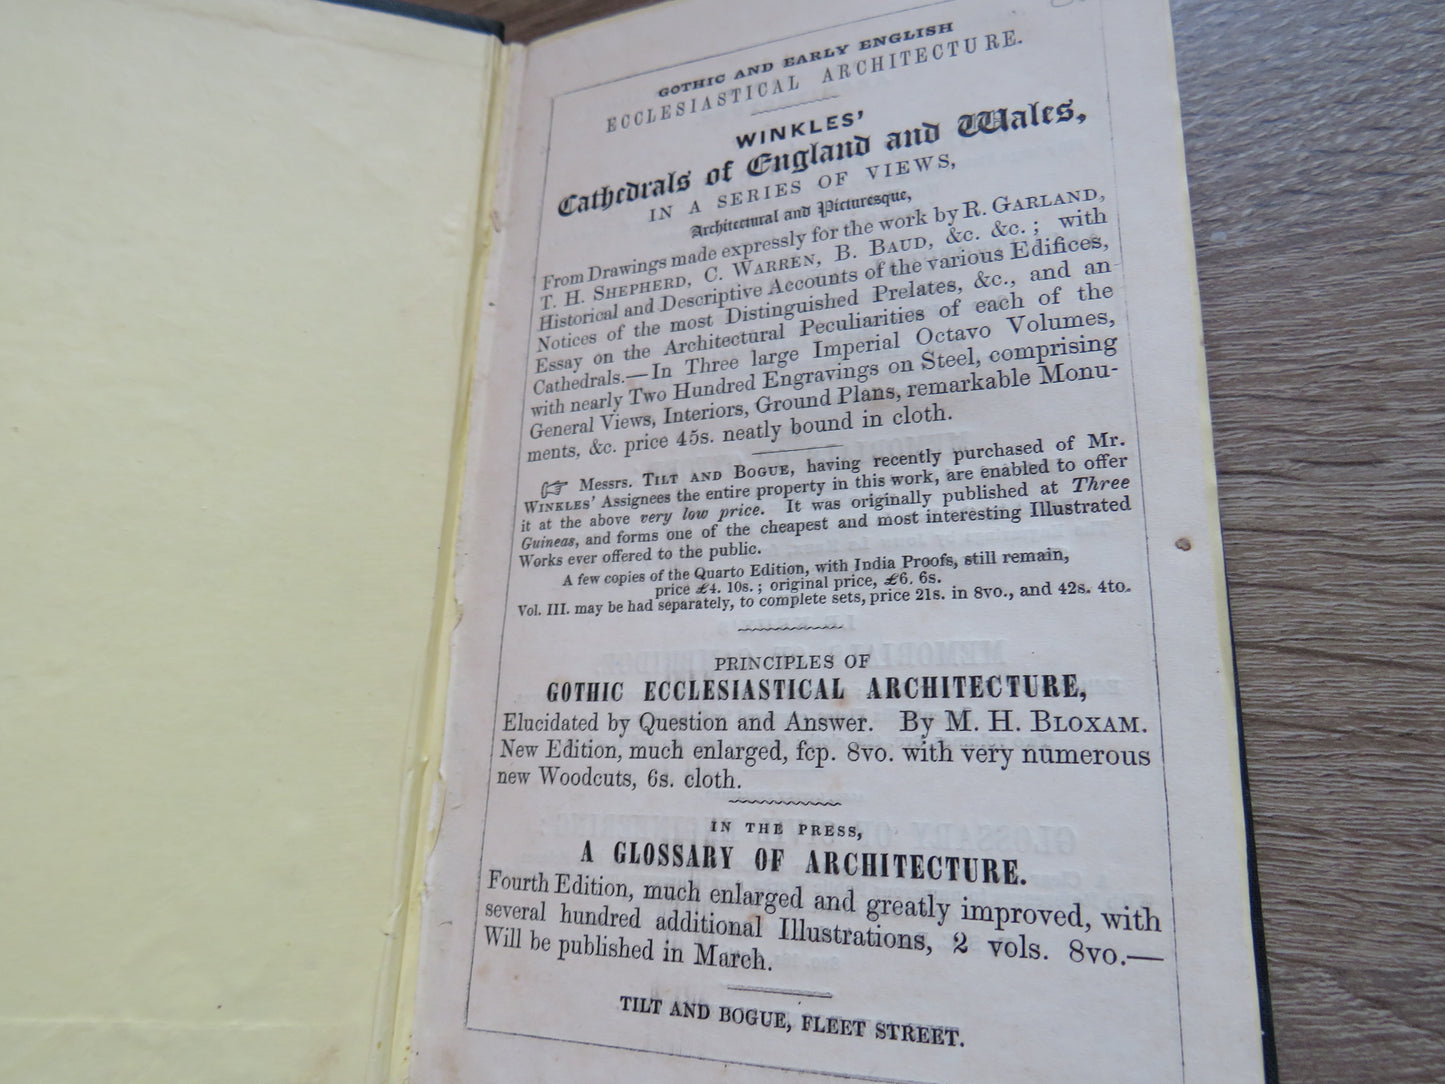 GOTHIC AND EARLY ENGLISH
ECCLESIASTICAL ARCHITECTURE.
WINKLES'
Cathedrals of England and Wales,
IN A SERIES OF VIEWS,
Architectural and Picturesque,
From Drawings made expressly for the work by R. GARLAND,
T. H. SHEPHERD, C. WARREN, B. BAUD, &c. &c.; with
Historical and Descriptive Accounts of the various Edifices,
Notices of the most Distinguished Prelates, &c., and an
Essay on the Architectural Peculiarities of each of the
Cathedrals.—In Three large Imperial Octavo Volumes,
with nearly Two Hundred Engravings on Steel, comprising
General Views, Interiors, Ground Plans, remarkable Monu-
ments, &c. price 45s. neatly bound in cloth.
☞ Messrs. TILT AND BOGUE, having recently purchased of Mr.
WINKLES' Assignees the entire property in this work, are enabled to offer
it at the above very low price. It was originally published at Three
Guineas, and forms one of the cheapest and most interesting Illustrated
Works ever offered to the public.
A few copies of the Quarto Edition, with India Proofs, still remain,
price £4. 10s.; original price, £6. 6s.
Vol. III. may be had separately, to complete sets, price 21s. in 8vo., and 42s. 4to.
PRINCIPLES OF
GOTHIC ECCLESIASTICAL ARCHITECTURE,
Elucidated by Question and Answer. By M. H. BLOXAM.
New Edition, much enlarged, fcp. 8vo. with very numerous
new Woodcuts, 6s. cloth.
IN THE PRESS,
A GLOSSARY OF ARCHITECTURE.
Fourth Edition, much enlarged and greatly improved, with
several hundred additional Illustrations, 2 vols. 8vo.—
Will be published in March.
TILT AND BOGUE, FLEET STREET.